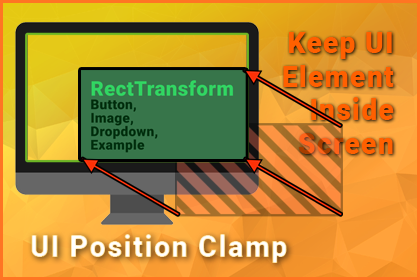 Keep UI
Element
Inside
Screen
RectTransform
Button,
Image,
Dropdown,
Example
UI Position Clamp